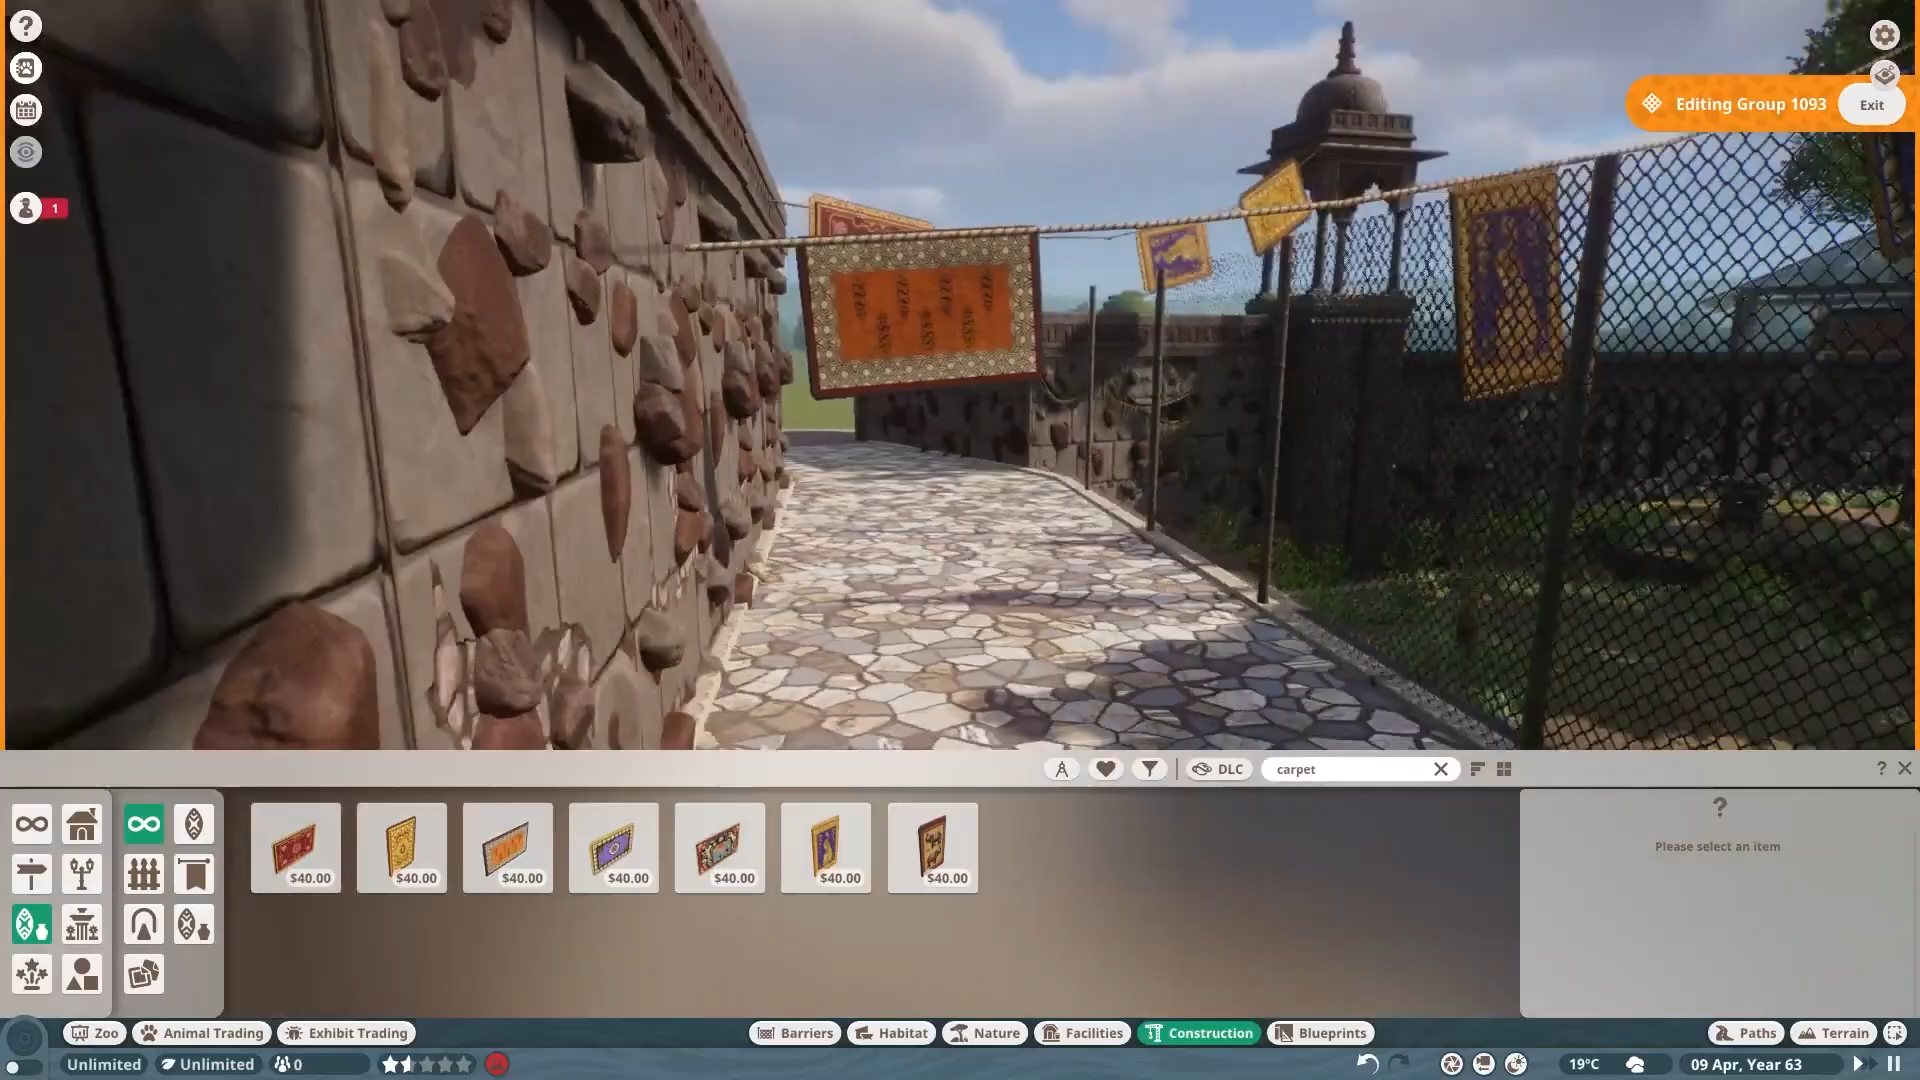 ?
Editing Group 1093
Exit
1
DLC
carpet
?
$40.00
$40.00
$40.00
$40.00
$40.00
$40.00
$40.00
?
Please select an item
Zoo
Animal Trading
Exhibit Trading
Barriers
Habitat
Nature
Facilities
Construction
Blueprints
Paths
Terrain
Unlimited
Unlimited
0
19°C
09 Apr, Year 63